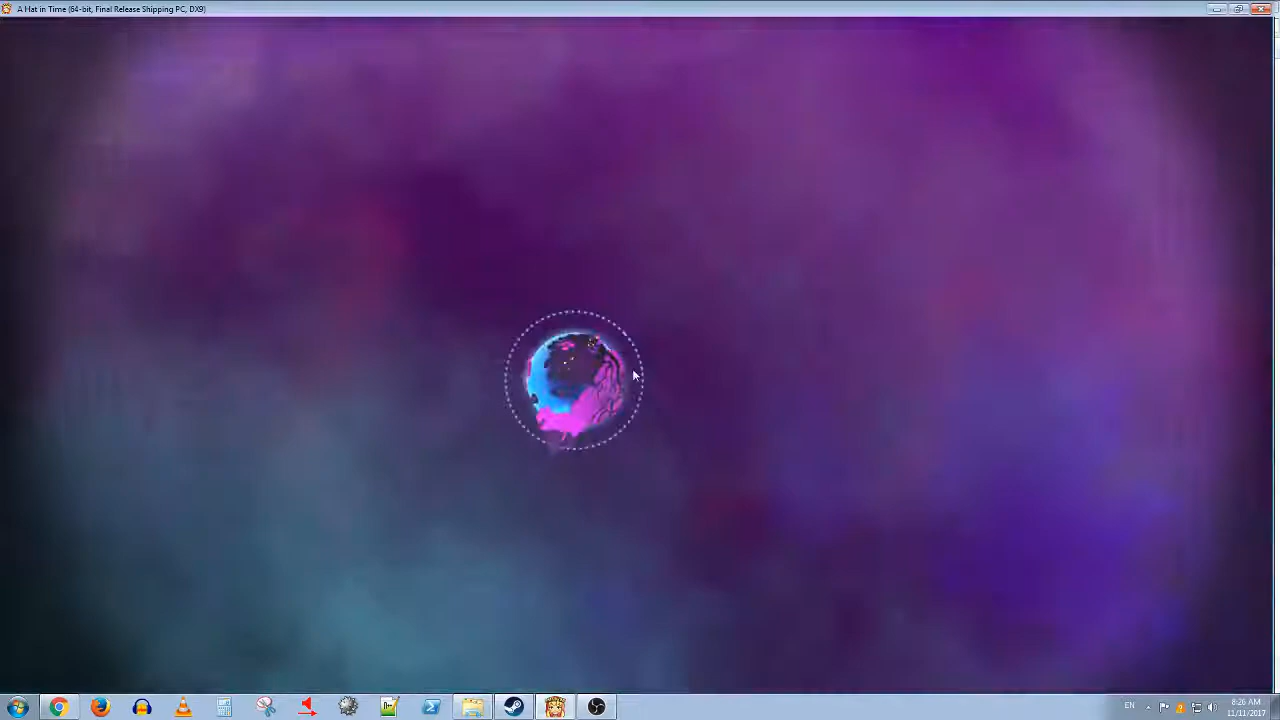 A Hat in Time (64-bit, Final Release Shipping PC, DX9)
EN
8:26 AM
11/11/2017